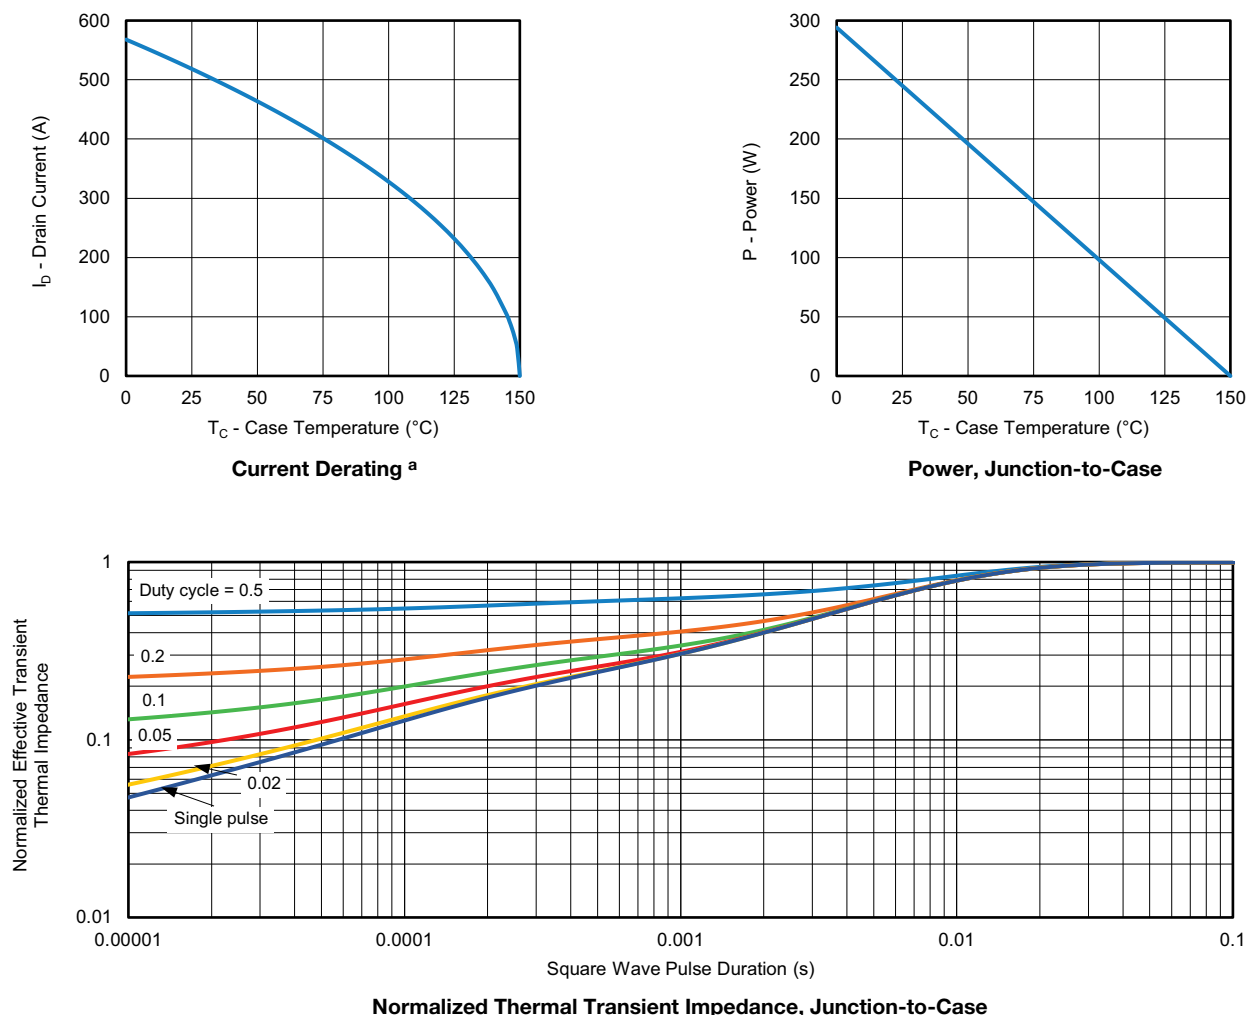 600
500
400
300
200
100
0
0 25 50 75 100 125 150
I_D - Drain Current (A)
T_C - Case Temperature (°C)
Current Derating a
300
250
200
150
100
50
0
0 25 50 75 100 125 150
P - Power (W)
T_C - Case Temperature (°C)
Power, Junction-to-Case
1
0.1
0.01
Normalized Effective Transient
Thermal Impedance
Duty cycle = 0.5
0.2
0.1
0.05
0.02
Single pulse
0.00001 0.0001 0.001 0.01 0.1
Square Wave Pulse Duration (s)
Normalized Thermal Transient Impedance, Junction-to-Case